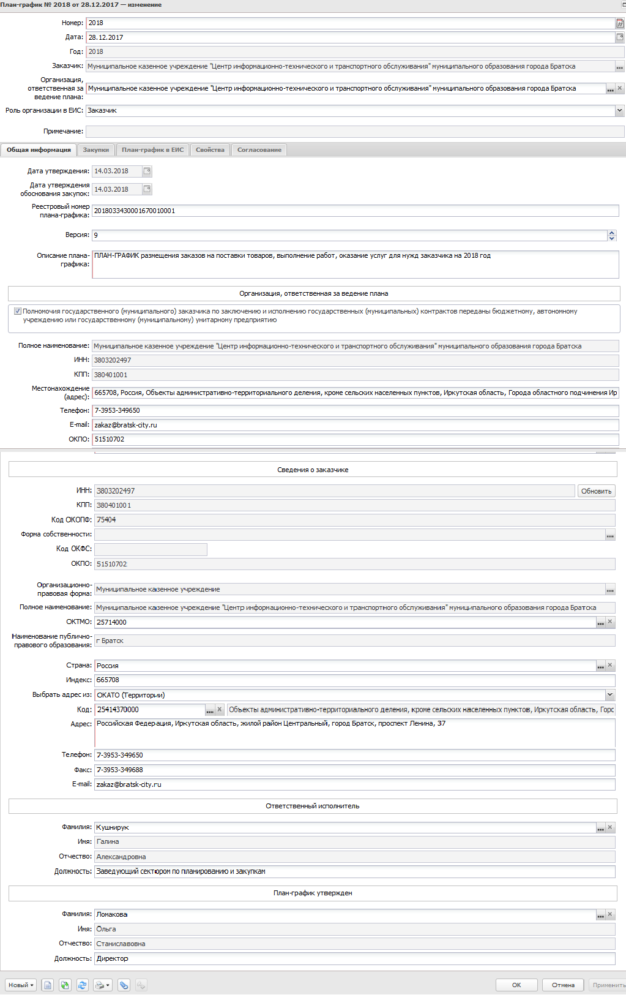 План-график № 2018 от 28.12.2017 — изменение
Номер: 2018
Дата: 28.12.2017
Год: 2018
Заказчик: Муниципальное казенное учреждение "Центр информационно-технического и транспортного обслуживания" муниципального образования города Братска
Организация,
ответственная за
ведение плана: Муниципальное казенное учреждение "Центр информационно-технического и транспортного обслуживания" муниципального образования города Братска
Роль организации в ЕИС: Заказчик
Примечание:
Общая информация Закупки План-график в ЕИС Свойства Согласование
Дата утверждения: 14.03.2018
Дата утверждения
обоснования закупок: 14.03.2018
Реестровый номер
плана-графика: 2018033430001670010001
Версия: 9
Описание плана-
графика: ПЛАН-ГРАФИК размещения заказов на поставки товаров, выполнение работ, оказание услуг для нужд заказчика на 2018 год
Организация, ответственная за ведение плана
Полномочия государственного (муниципального) заказчика по заключению и исполнению государственных (муниципальных) контрактов переданы бюджетному, автономному
учреждению или государственному (муниципальному) унитарному предприятию
Полное наименование: Муниципальное казенное учреждение "Центр информационно-технического и транспортного обслуживания" муниципального образования города Братска
ИНН: 3803202497
КПП: 380401001
Местонахождение
(адрес): 665708, Россия, Объекты административно-территориального деления, кроме сельских населенных пунктов, Иркутская область, Города областного подчинения Ир
Телефон: 7-3953-349650
E-mail: zakaz@bratsk-city.ru
ОКПО: 51510702
Сведения о заказчике
ИНН: 3803202497 Обновить
КПП: 380401001
Код ОКОПФ: 75404
Форма собственности:
Код ОКФС:
ОКПО: 51510702
Организационно-
правовая форма: Муниципальное казенное учреждение
Полное наименование: Муниципальное казенное учреждение "Центр информационно-технического и транспортного обслуживания" муниципального образования города Братска
ОКТМО: 25714000
Наименование публично-
правового образования: г Братск
Страна: Россия
Индекс: 665708
Выбрать адрес из: ОКАТО (Территории)
Код: 25414370000 Объекты административно-территориального деления, кроме сельских населенных пунктов, Иркутская область, Горс
Адрес: Российская Федерация, Иркутская область, жилой район Центральный, город Братск, проспект Ленина, 37
Телефон: 7-3953-349650
Факс: 7-3953-349688
E-mail: zakaz@bratsk-city.ru
Ответственный исполнитель
Фамилия: Кушнирук
Имя: Галина
Отчество: Александровна
Должность: Заведующий сектором по планированию и закупкам
План-график утвержден
Фамилия: Ломакова
Имя: Ольга
Отчество: Станиславовна
Должность: Директор
Новый OK Отмена Применить